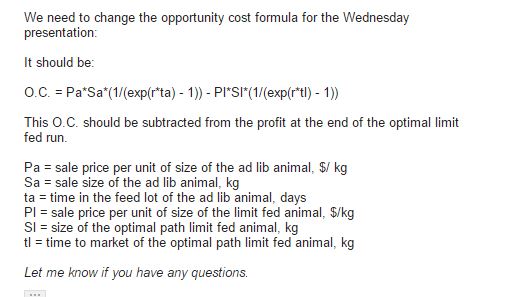 We need to change the opportunity cost formula for the Wednesday
presentation:
It should be:
O.C. = Pa*Sa*(1/(exp(r*ta) - 1)) - Pl*Sl*(1/(exp(r*tl) - 1))
This O.C. should be subtracted from the profit at the end of the optimal limit
fed run.
Pa = sale price per unit of size of the ad lib animal, $/ kg
Sa = sale size of the ad lib animal, kg
ta = time in the feed lot of the ad lib animal, days
Pl = sale price per unit of size of the limit fed animal, $/kg
Sl = size of the optimal path limit fed animal, kg
tl = time to market of the optimal path limit fed animal, kg
Let me know if you have any questions.